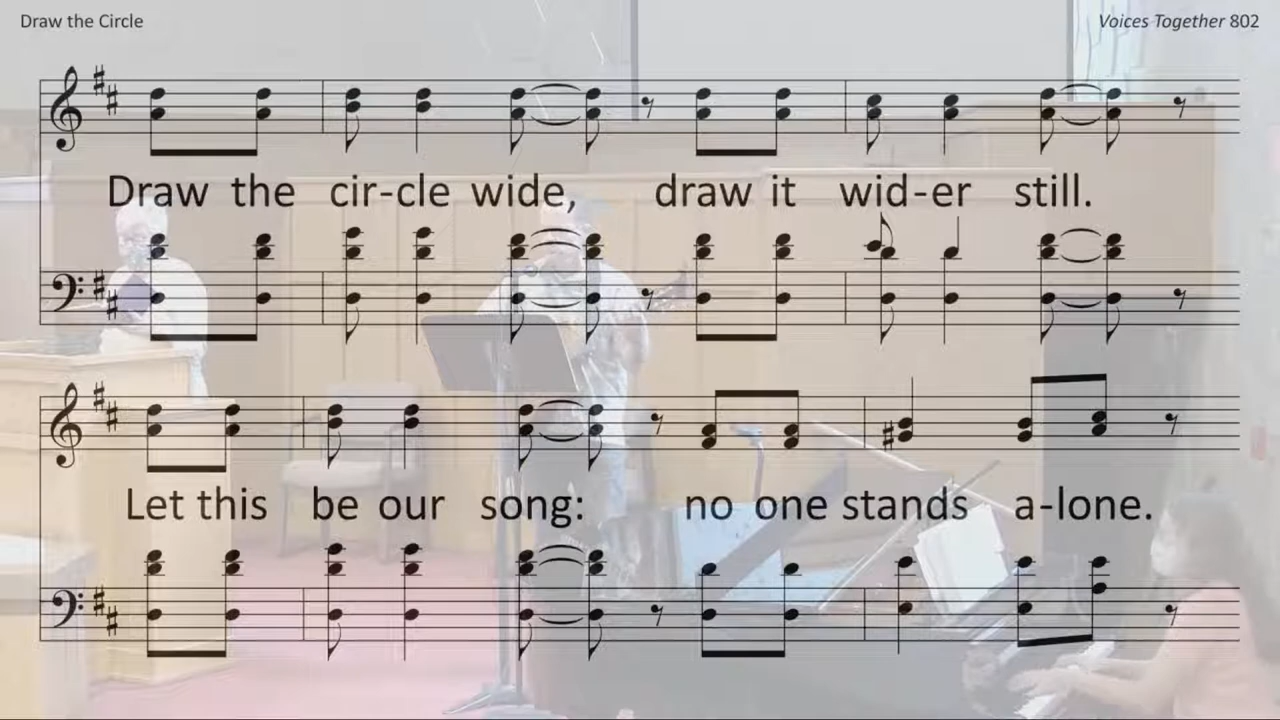 Draw the Circle
Voices Together 802
Draw the cir-cle wide, draw it wid-er still.
Let this be our song: no one stands a-lone.